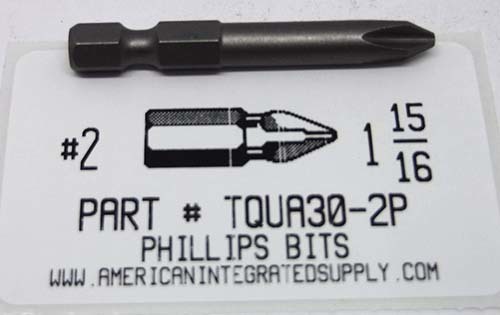 #2 1 15/16
PART # TQUA30-2P
PHILLIPS BITS
WWW.AMERICANINTEGRATEDSUPPLY.COM